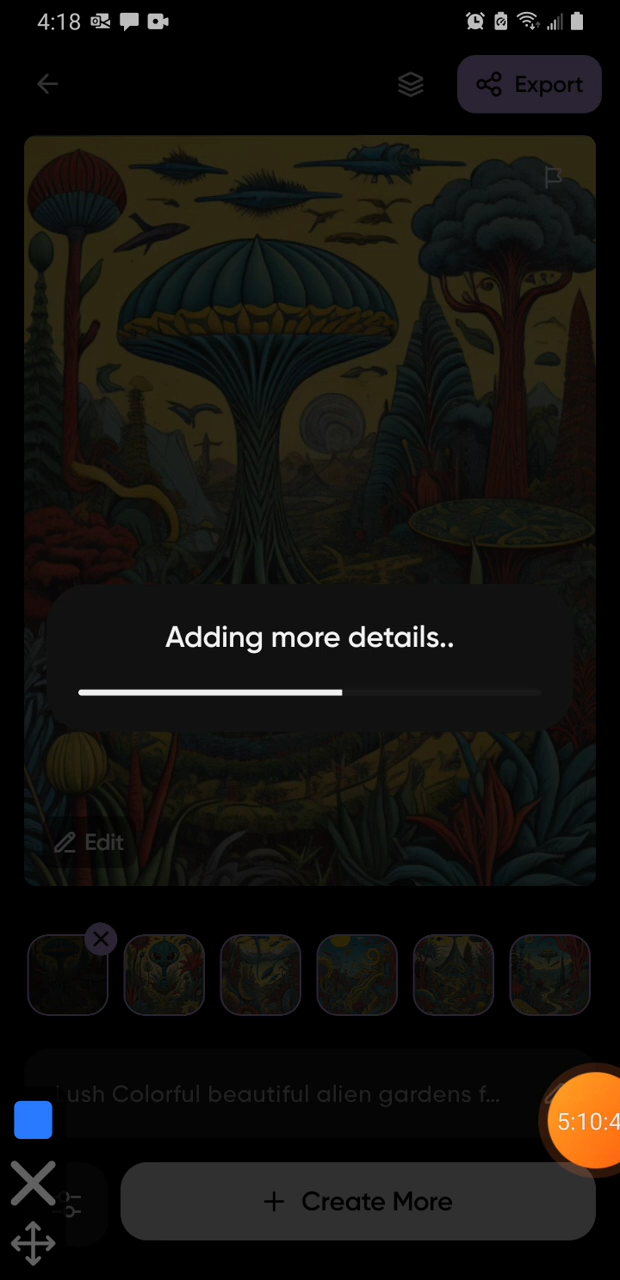 4:18
Export
Adding more details..
Edit
Lush Colorful beautiful alien gardens f...
5:10:4
+ Create More